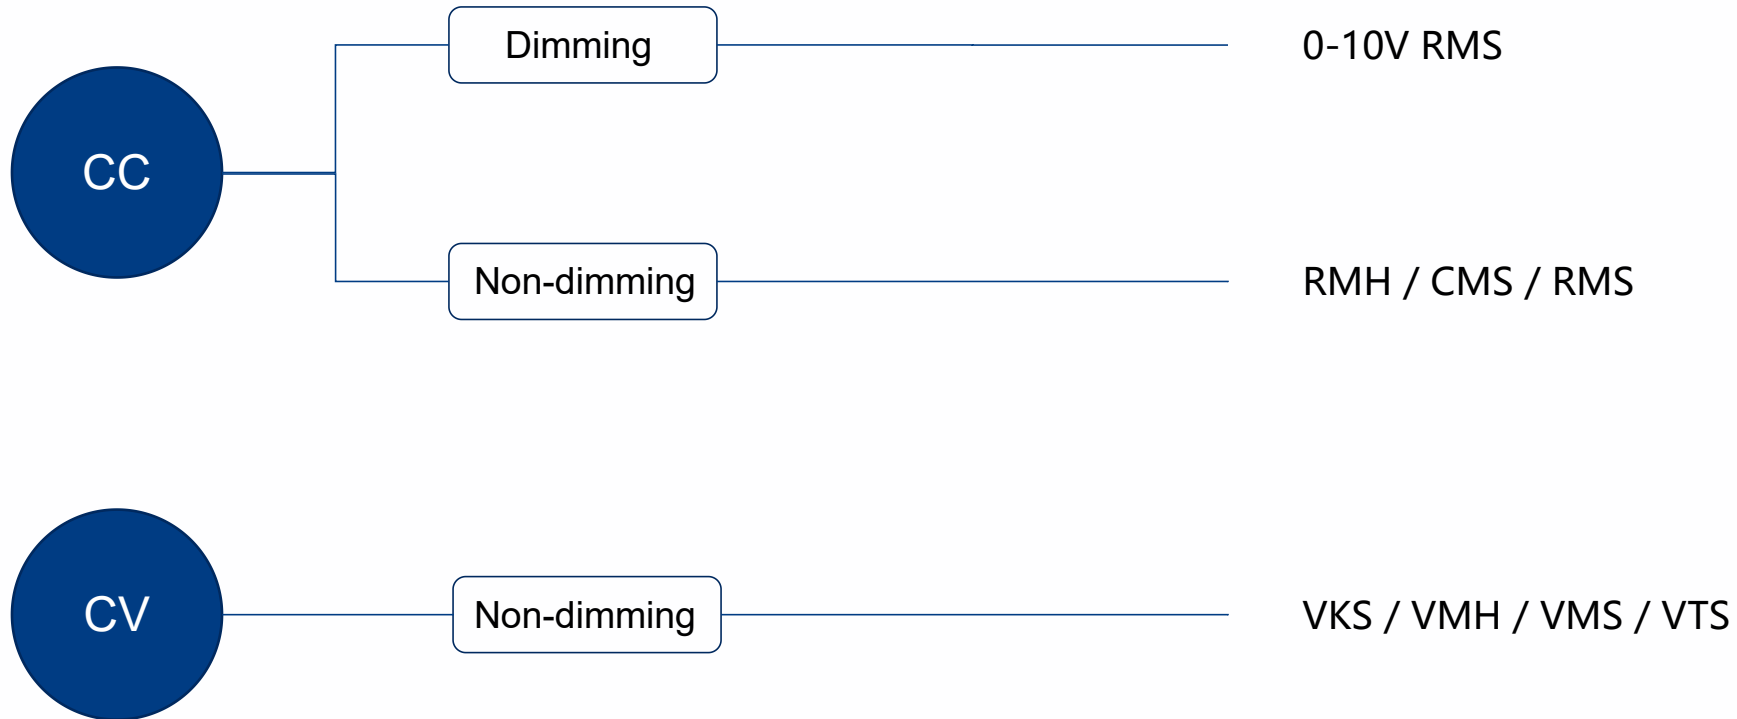 Dimming
0-10V RMS
CC
Non-dimming
RMH / CMS / RMS
CV
Non-dimming
VKS / VMH / VMS / VTS